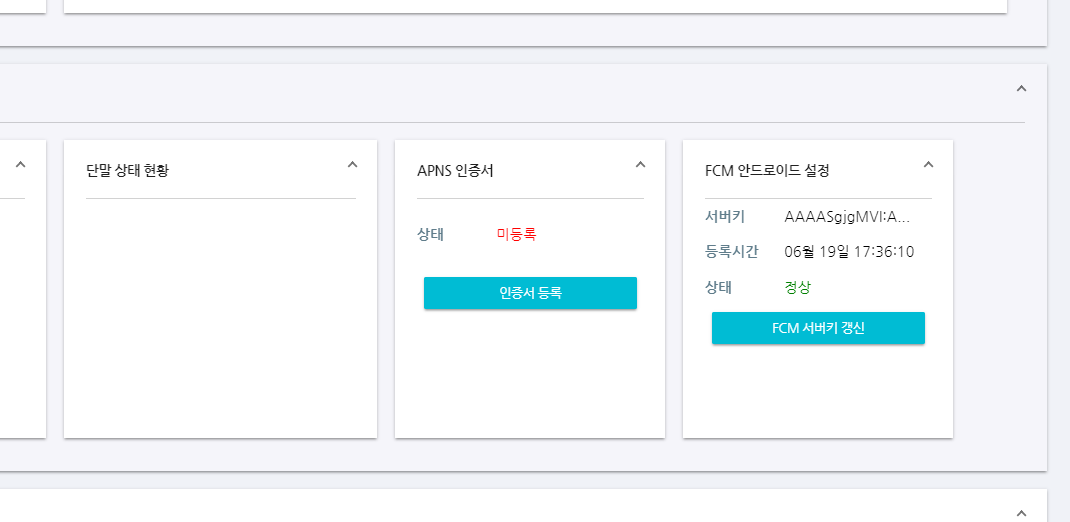 단말 상태 현황
APNS 인증서
상태 미등록
인증서 등록
FCM 안드로이드 설정
서버키 AAAASgjgMVI:A...
등록시간 06월 19일 17:36:10
상태 정상
FCM 서버키 갱신